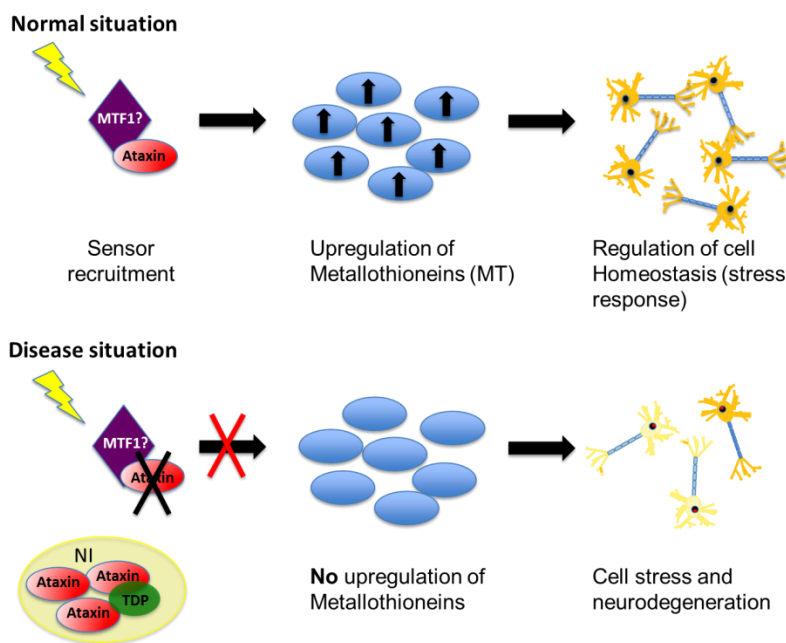 Normal situation
MTF1?
Ataxin
Sensor
recruitment
Upregulation of
Metallothioneins (MT)
Regulation of cell
Homeostasis (stress
response)
Disease situation
MTF1?
Ataxin
NI
Ataxin
Ataxin
TDP
Ataxin
No upregulation of
Metallothioneins
Cell stress and
neurodegeneration